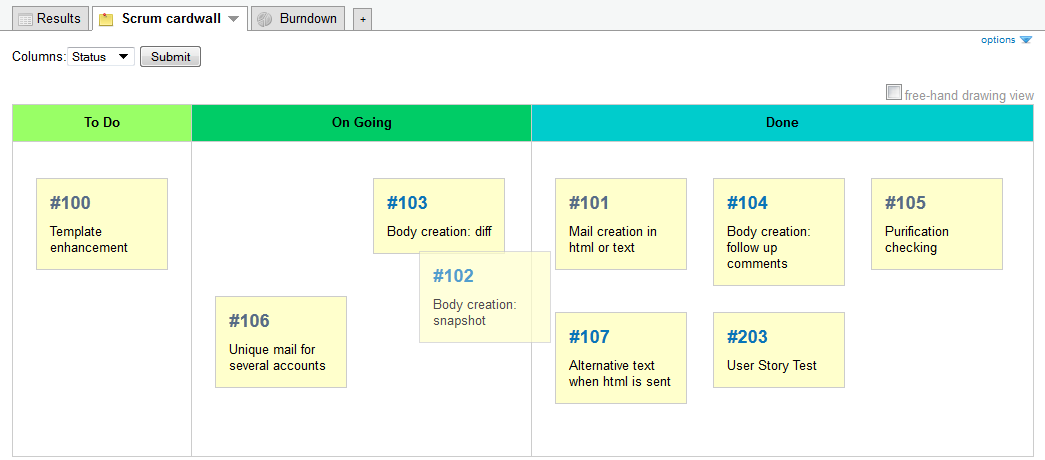 Results
Scrum cardwall
Burndown
+
options
Columns:
Status
Submit
free-hand drawing view
To Do
On Going
Done
#100
Template
enhancement
#103
Body creation: diff
#102
Body creation:
snapshot
#106
Unique mail for
several accounts
#101
Mail creation in
html or text
#104
Body creation:
follow up
comments
#105
Purification
checking
#107
Alternative text
when html is sent
#203
User Story Test